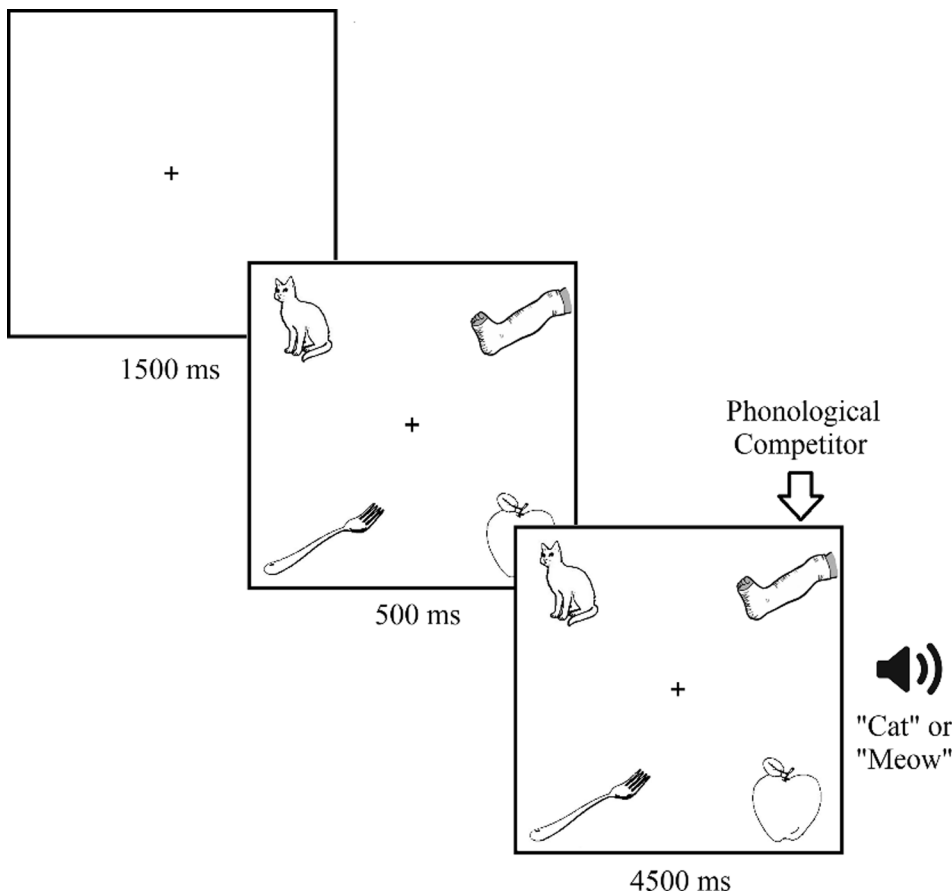 1500 ms
500 ms
Phonological
Competitor
"Cat" or
"Meow"
4500 ms